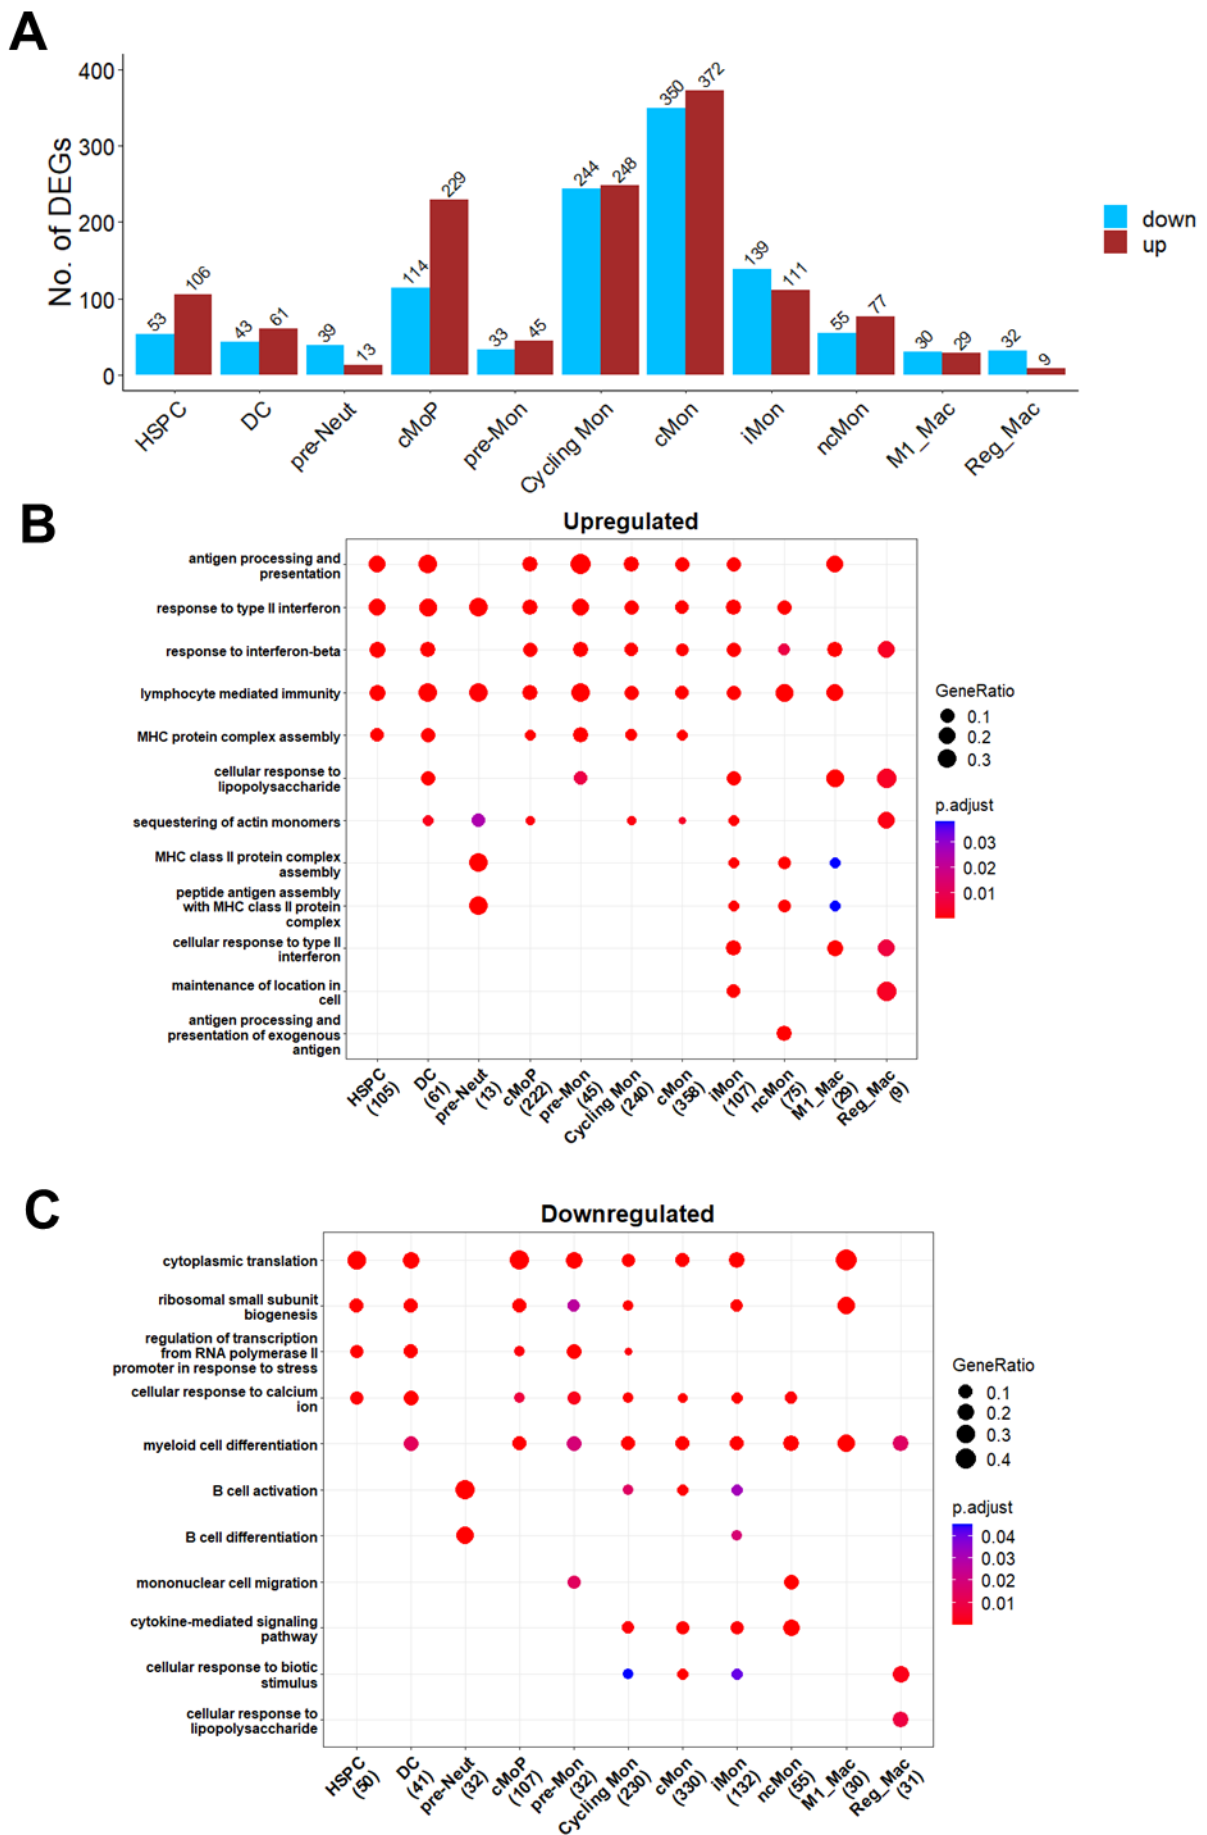 A
No. of DEGs
400
300
200
100
0
53
106
43
61
39
13
114
229
33
45
244
248
350
372
139
111
55
77
30
29
32
9
HSPC
DC
pre-Neut
cMoP
pre-Mon
Cycling Mon
cMon
iMon
ncMon
M1_Mac
Reg_Mac
down
up
B
Upregulated
antigen processing and
presentation
response to type II interferon
response to interferon-beta
lymphocyte mediated immunity
MHC protein complex assembly
cellular response to
lipopolysaccharide
sequestering of actin monomers
MHC class II protein complex
assembly
peptide antigen assembly
with MHC class II protein
complex
cellular response to type II
interferon
maintenance of location in
cell
antigen processing and
presentation of exogenous
antigen
HSPC
(105)
DC
(61)
pre-Neut
(13)
cMoP
(222)
pre-Mon
(45)
Cycling Mon
(240)
cMon
(358)
iMon
(107)
ncMon
(75)
M1_Mac
(29)
Reg_Mac
(9)
GeneRatio
0.1
0.2
0.3
p.adjust
0.03
0.02
0.01
C
Downregulated
cytoplasmic translation
ribosomal small subunit
biogenesis
regulation of transcription
from RNA polymerase II
promoter in response to stress
cellular response to calcium
ion
myeloid cell differentiation
B cell activation
B cell differentiation
mononuclear cell migration
cytokine-mediated signaling
pathway
cellular response to biotic
stimulus
cellular response to
lipopolysaccharide
HSPC
(50)
DC
(41)
pre-Neut
(32)
cMoP
(107)
pre-Mon
(32)
Cycling Mon
(230)
cMon
(330)
iMon
(132)
ncMon
(55)
M1_Mac
(30)
Reg_Mac
(31)
GeneRatio
0.1
0.2
0.3
0.4
p.adjust
0.04
0.03
0.02
0.01